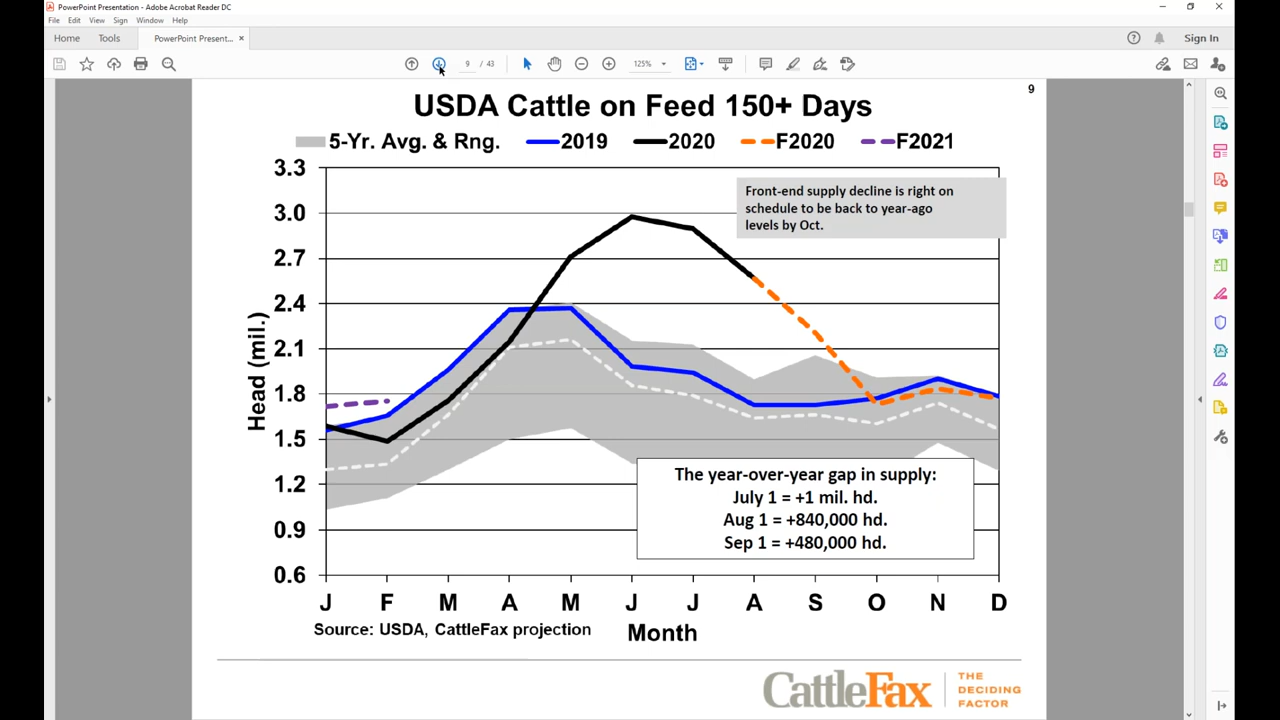 PowerPoint Presentation - Adobe Acrobat Reader DC
File Edit View Sign Window Help
Home Tools PowerPoint Present... × Sign In
9 / 43 125%
9
USDA Cattle on Feed 150+ Days
5-Yr. Avg. & Rng. 2019 2020 F2020 F2021
3.3
3.0
2.7
2.4
2.1
1.8
1.5
1.2
0.9
0.6
Head (mil.)
Front-end supply decline is right on
schedule to be back to year-ago
levels by Oct.
The year-over-year gap in supply:
July 1 = +1 mil. hd.
Aug 1 = +840,000 hd.
Sep 1 = +480,000 hd.
J F M A M J J A S O N D
Source: USDA, CattleFax projection
Month
CattleFax
THE
DECIDING
FACTOR